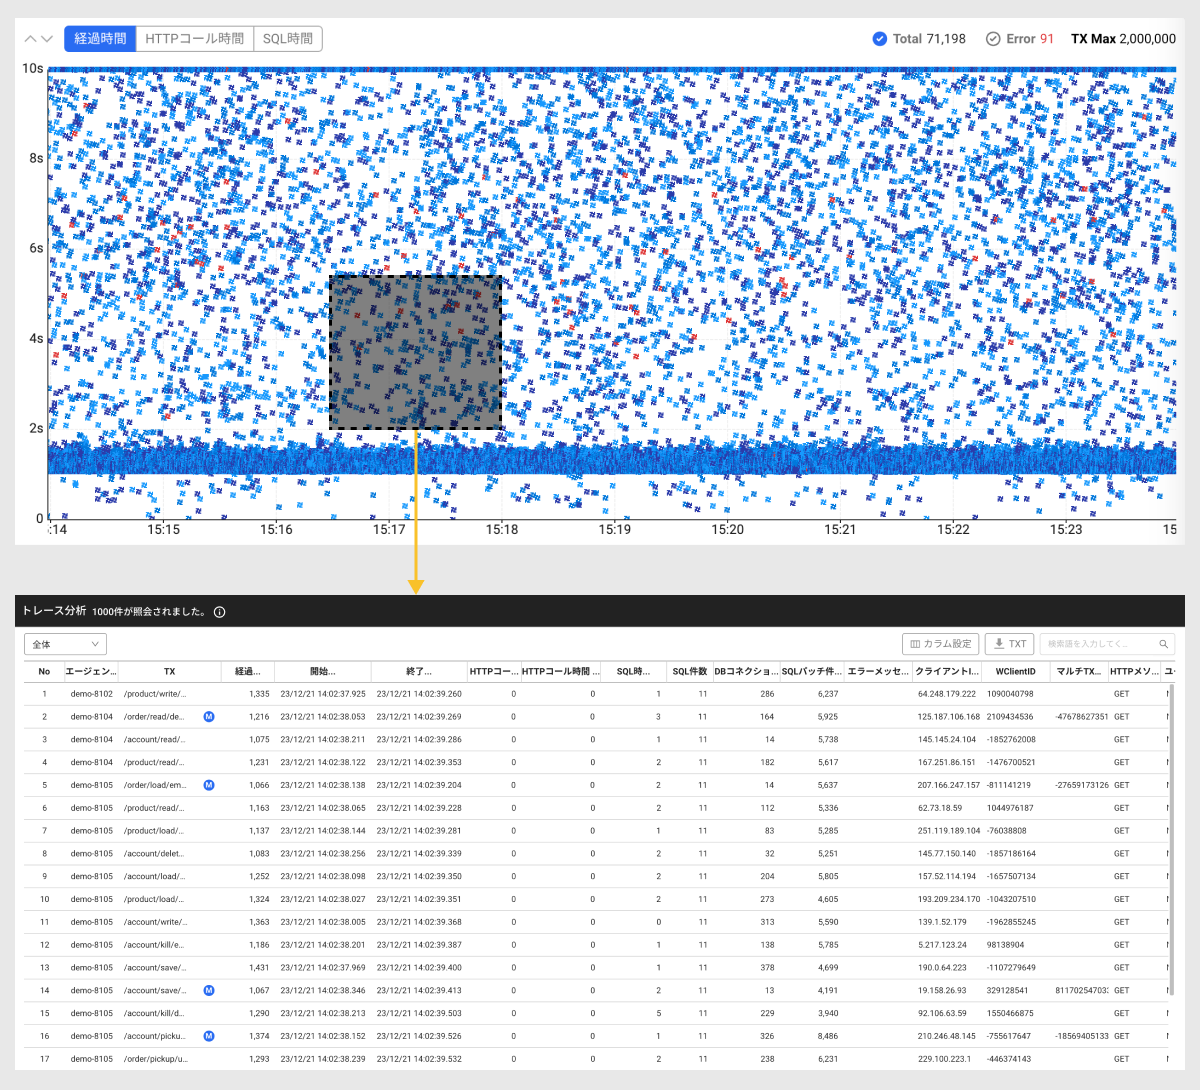 経過時間 HTTPコール時間 SQL時間 Total 71,198 Error 91 TX Max 2,000,000
10s
8s
6s
4s
2s
0
:14 15:15 15:16 15:17 15:18 15:19 15:20 15:21 15:22 15:23 15
トレース分析 1000件が照会されました。
全体 カラム設定 TXT 検索語を入力してく...
No エージェン... TX 経過... 開始... 終了... HTTPコー... HTTPコール時間 ... SQL時... SQL件数 DBコネクショ... SQLバッチ件... エラーメッセ... クライアントI... WClientID マルチTX... HTTPメソ... ユー
1 demo-8102 /product/write/... 1,335 23/12/21 14:02:37.925 23/12/21 14:02:39.260 0 0 1 11 286 6,237 64.248.179.222 1090040798 GET
2 demo-8104 /order/read/de... M 1,216 23/12/21 14:02:38.053 23/12/21 14:02:39.269 0 0 3 11 164 5,925 125.187.106.168 2109434536 -47678627351 GET
3 demo-8104 /account/read/... 1,075 23/12/21 14:02:38.211 23/12/21 14:02:39.286 0 0 1 11 14 5,738 145.145.24.104 -1852762008 GET
4 demo-8104 /product/read/... 1,231 23/12/21 14:02:38.122 23/12/21 14:02:39.353 0 0 2 11 182 5,617 167.251.86.151 -1476700521 GET
5 demo-8105 /order/load/em... M 1,066 23/12/21 14:02:38.138 23/12/21 14:02:39.204 0 0 2 11 14 5,637 207.166.247.157 -811141219 -27659173126 GET
6 demo-8105 /product/read/... 1,163 23/12/21 14:02:38.065 23/12/21 14:02:39.228 0 0 2 11 112 5,336 62.73.18.59 1044976187 GET
7 demo-8105 /product/load/... 1,137 23/12/21 14:02:38.144 23/12/21 14:02:39.281 0 0 1 11 83 5,285 251.119.189.104 -76038808 GET
8 demo-8105 /account/delet... 1,083 23/12/21 14:02:38.256 23/12/21 14:02:39.339 0 0 2 11 32 5,251 145.77.150.140 -1857186164 GET
9 demo-8105 /account/load/... 1,252 23/12/21 14:02:38.098 23/12/21 14:02:39.350 0 0 2 11 204 5,805 157.52.114.194 -1657507134 GET
10 demo-8105 /product/load/... 1,324 23/12/21 14:02:38.027 23/12/21 14:02:39.351 0 0 2 11 273 4,605 193.209.234.170 -1043207510 GET
11 demo-8105 /account/write/... 1,363 23/12/21 14:02:38.005 23/12/21 14:02:39.368 0 0 0 11 313 5,590 139.1.52.179 -1962855245 GET
12 demo-8105 /account/kill/e... 1,186 23/12/21 14:02:38.201 23/12/21 14:02:39.387 0 0 1 11 138 5,785 5.217.123.24 98138904 GET
13 demo-8105 /account/save/... 1,431 23/12/21 14:02:37.969 23/12/21 14:02:39.400 0 0 1 11 378 4,699 190.0.64.223 -1107279649 GET
14 demo-8105 /account/save/... M 1,067 23/12/21 14:02:38.346 23/12/21 14:02:39.413 0 0 2 11 13 4,191 19.158.26.93 329128541 81170254703 GET
15 demo-8105 /account/kill/d... 1,290 23/12/21 14:02:38.213 23/12/21 14:02:39.503 0 0 5 11 229 3,940 92.106.63.59 1550466875 GET
16 demo-8105 /account/picku... M 1,374 23/12/21 14:02:38.152 23/12/21 14:02:39.526 0 0 1 11 326 8,486 210.246.48.145 -755617647 -18569405133 GET
17 demo-8105 /order/pickup/u... 1,293 23/12/21 14:02:38.239 23/12/21 14:02:39.532 0 0 2 11 238 6,231 229.100.223.1 -446374143 GET